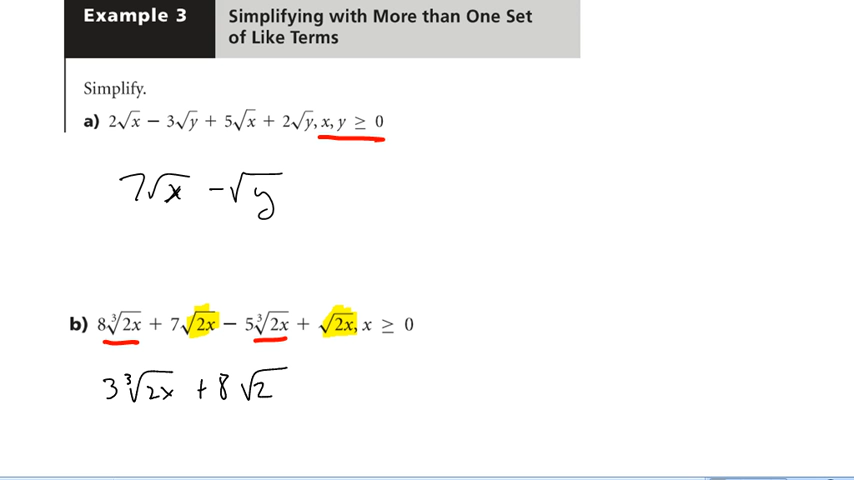 Example 3
Simplifying with More than One Set
of Like Terms
Simplify.
a) 2√x − 3√y + 5√x + 2√y, x, y ≥ 0
7√x −√y
b) 8∛2x + 7√2x − 5∛2x + √2x, x ≥ 0
3∛2x + 8√2